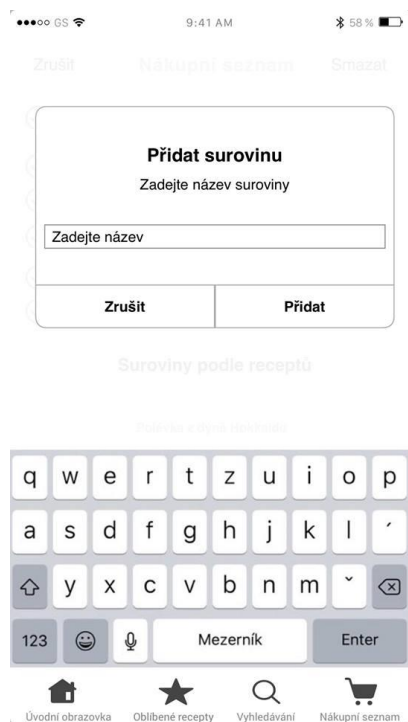 GS 9:41 AM 58 %
Zrušit Nákupní seznam Smazat
Přidat surovinu
Zadejte název suroviny
Zadejte název
Zrušit Přidat
Suroviny podle receptů
q w e r t z u i o p
a s d f g h j k l ´
y x c v b n m ˇ
123 Mezerník Enter
Úvodní obrazovka Oblíbené recepty Vyhledávání Nákupní seznam